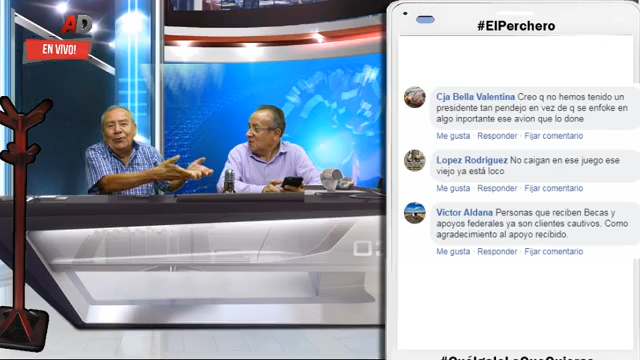 AD
EN VIVO!
#ElPerchero
Cja Bella Valentina Creo q no hemos tenido un
presidente tan pendejo en vez de q se enfoke en
algo inportante ese avion que lo done
Me gusta · Responder · Fijar comentario
Lopez Rodriguez No caigan en ese juego ese
viejo ya está loco
Me gusta · Responder · Fijar comentario
Victor Aldana Personas que reciben Becas y
apoyos federales ya son clientes cautivos. Como
agradecimiento al apoyo recibido.
Me gusta · Responder · Fijar comentario